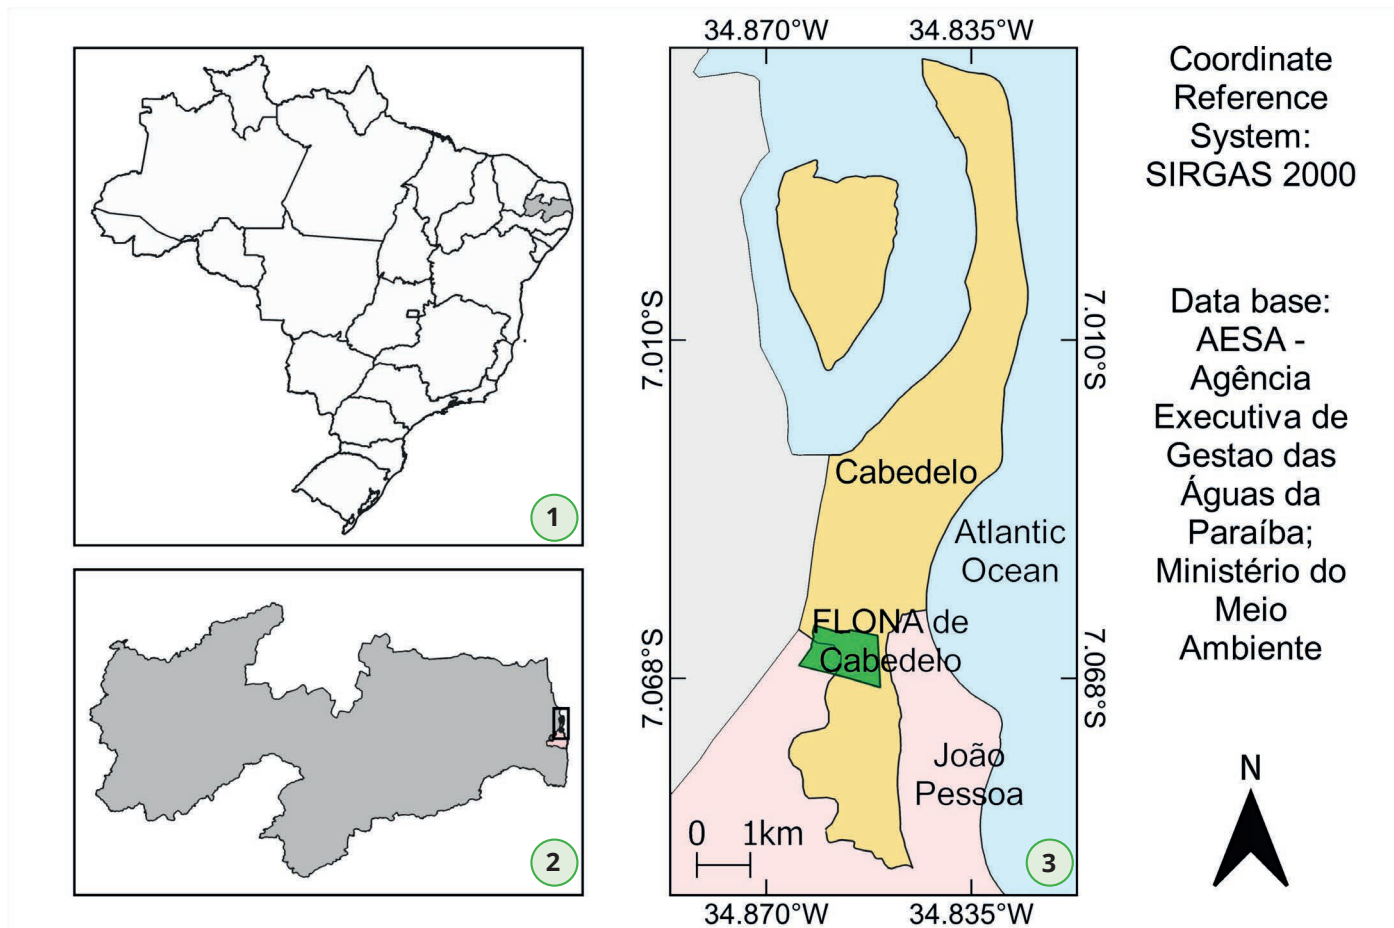 1
2
34.870°W
34.835°W
7.010°S
7.010°S
Cabedelo
Atlantic
Ocean
FLONA de
Cabedelo
7.068°S
7.068°S
João
Pessoa
0 1km
3
34.870°W
34.835°W
Coordinate
Reference
System:
SIRGAS 2000
Data base:
AESA -
Agência
Executiva de
Gestao das
Águas da
Paraíba;
Ministério do
Meio
Ambiente
N